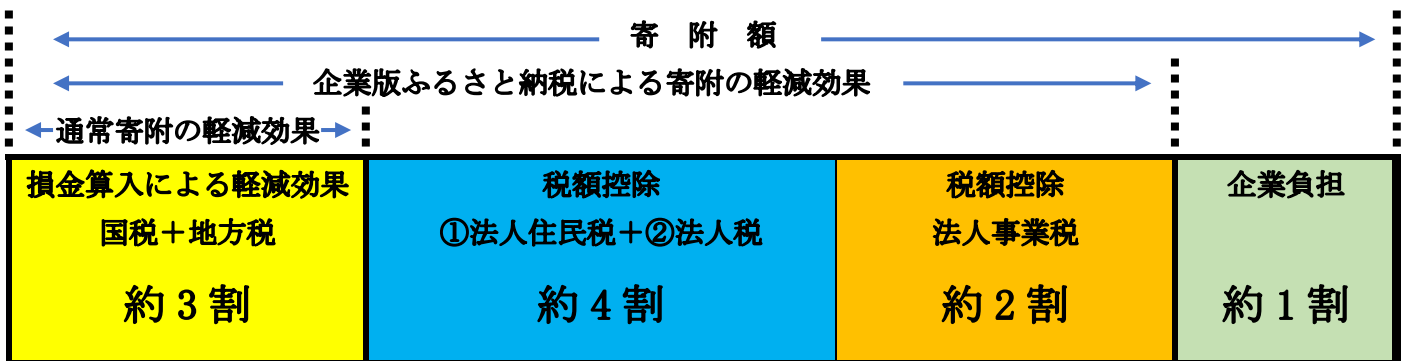 寄　附　額
企業版ふるさと納税による寄附の軽減効果
通常寄附の軽減効果
損金算入による軽減効果
国税＋地方税
約３割
税額控除
①法人住民税＋②法人税
約４割
税額控除
法人事業税
約２割
企業負担
約１割